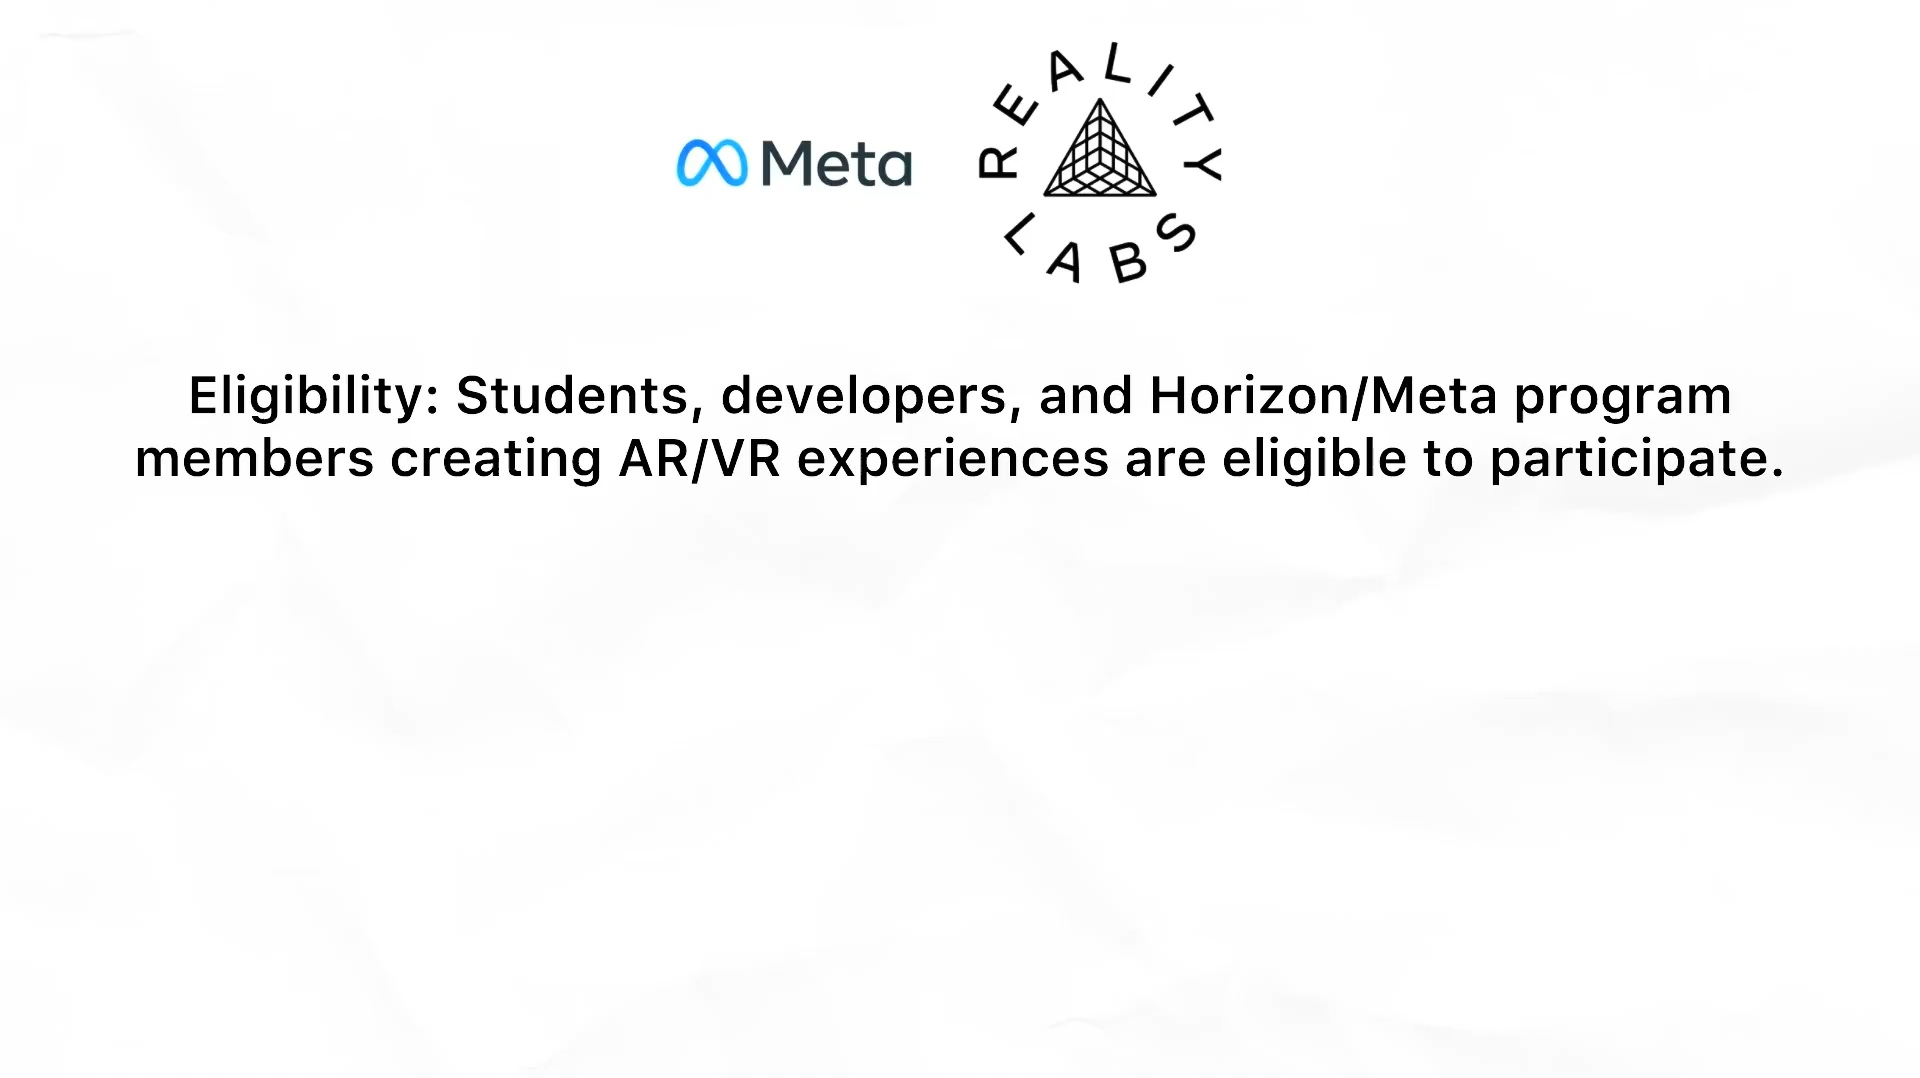 Meta
REALITY
LABS
Eligibility: Students, developers, and Horizon/Meta program
members creating AR/VR experiences are eligible to participate.